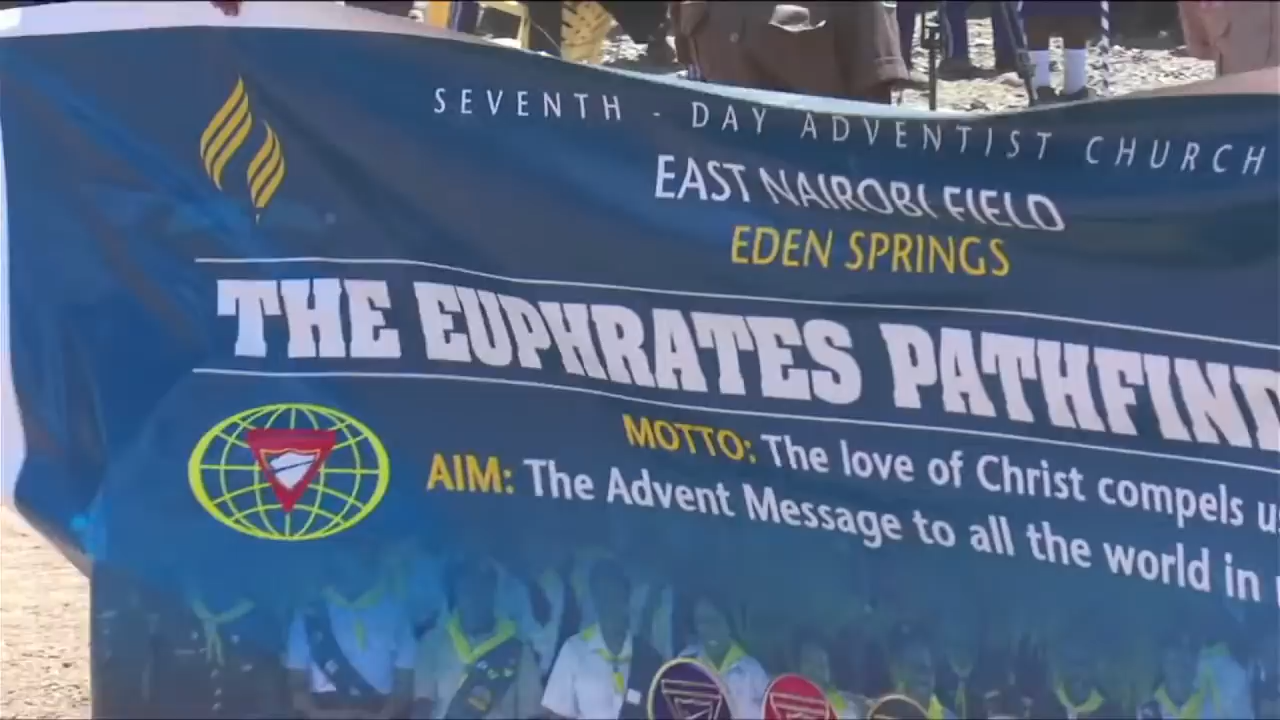 SEVENTH - DAY ADVENTIST CHURCH
EAST NAIROBI FIELD
EDEN SPRINGS
THE EUPHRATES PATHFIND
MOTTO: The love of Christ compels u
AIM: The Advent Message to all the world in